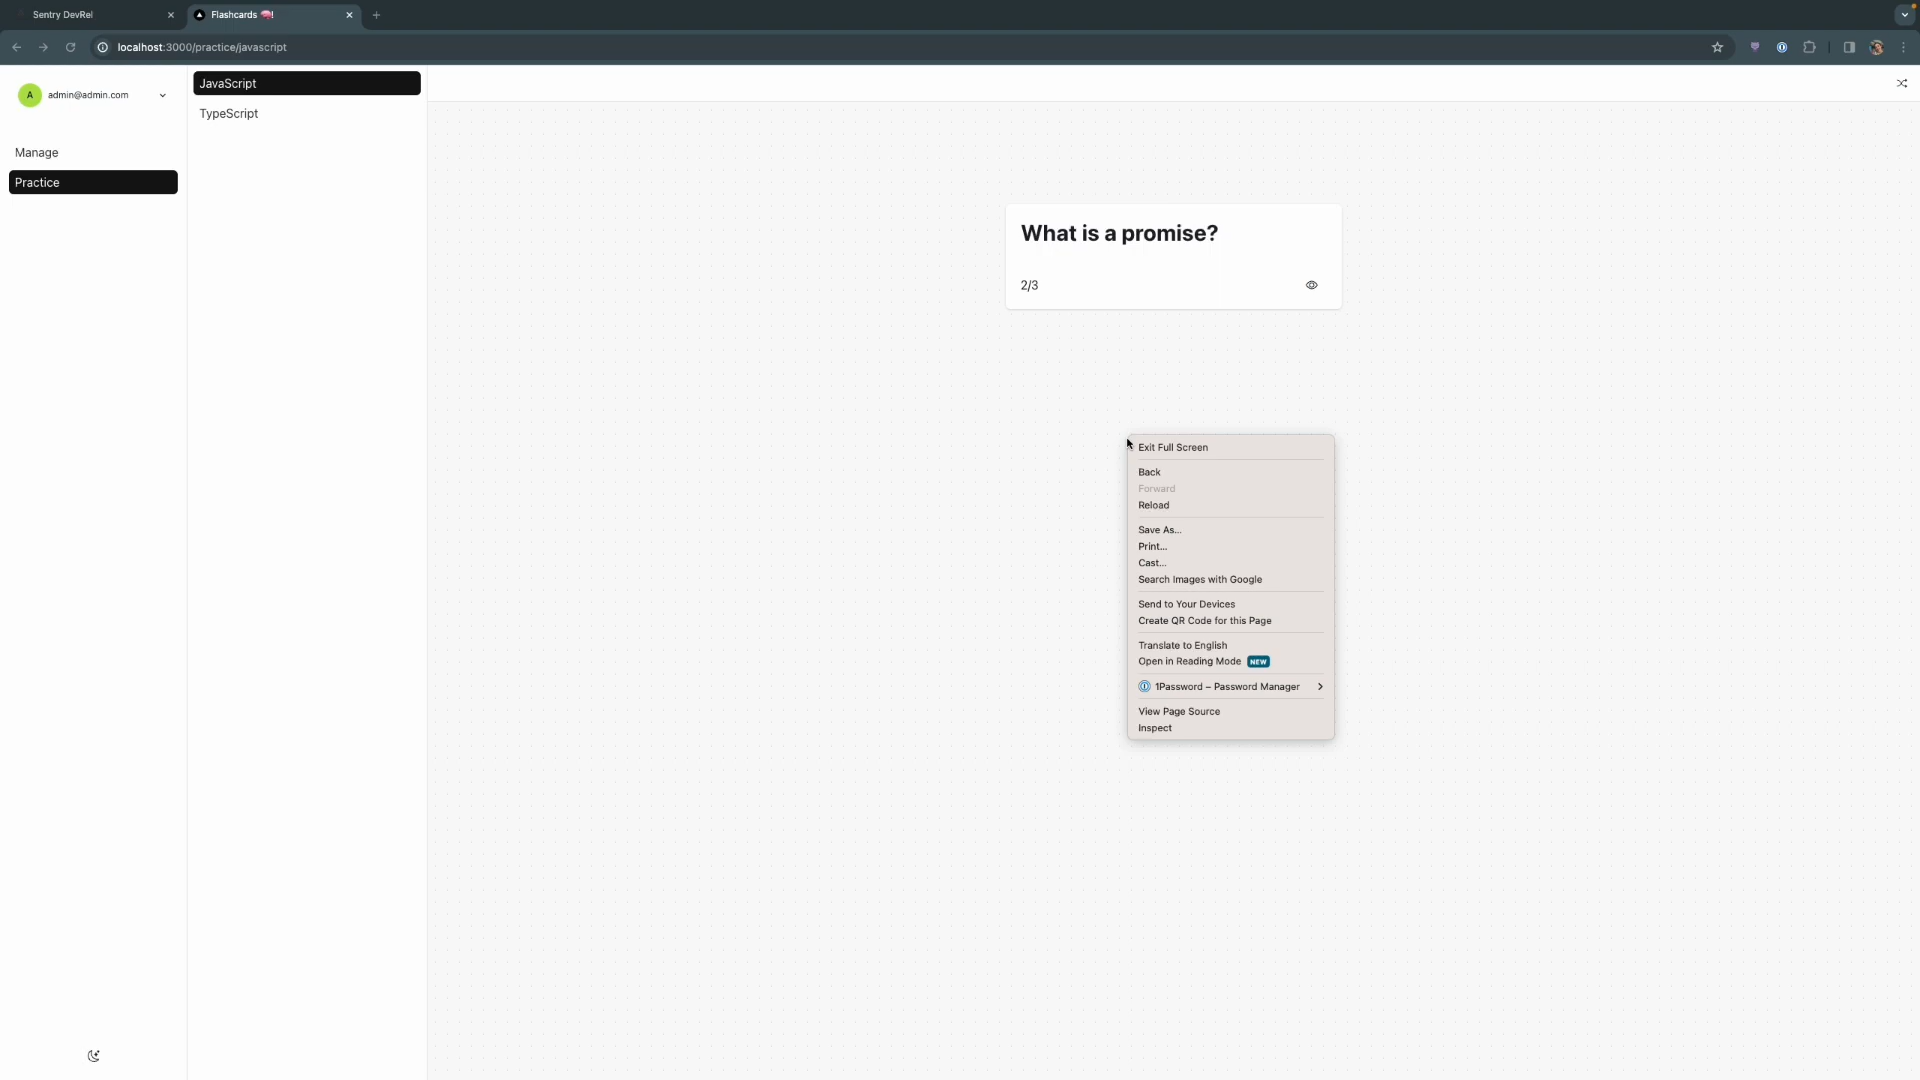 Sentry DevRel
Flashcards 🧠!
localhost:3000/practice/javascript
A
admin@admin.com
Manage
Practice
JavaScript
TypeScript
What is a promise?
2/3
Exit Full Screen
Back
Forward
Reload
Save As...
Print...
Cast...
Search Images with Google
Send to Your Devices
Create QR Code for this Page
Translate to English
Open in Reading Mode NEW
1Password – Password Manager
View Page Source
Inspect